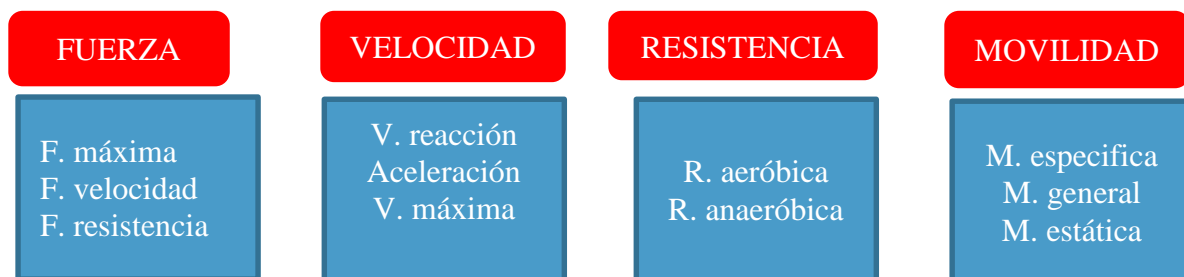 FUERZA
F. máxima
F. velocidad
F. resistencia
VELOCIDAD
V. reacción
Aceleración
V. máxima
RESISTENCIA
R. aeróbica
R. anaeróbica
MOVILIDAD
M. especifica
M. general
M. estática